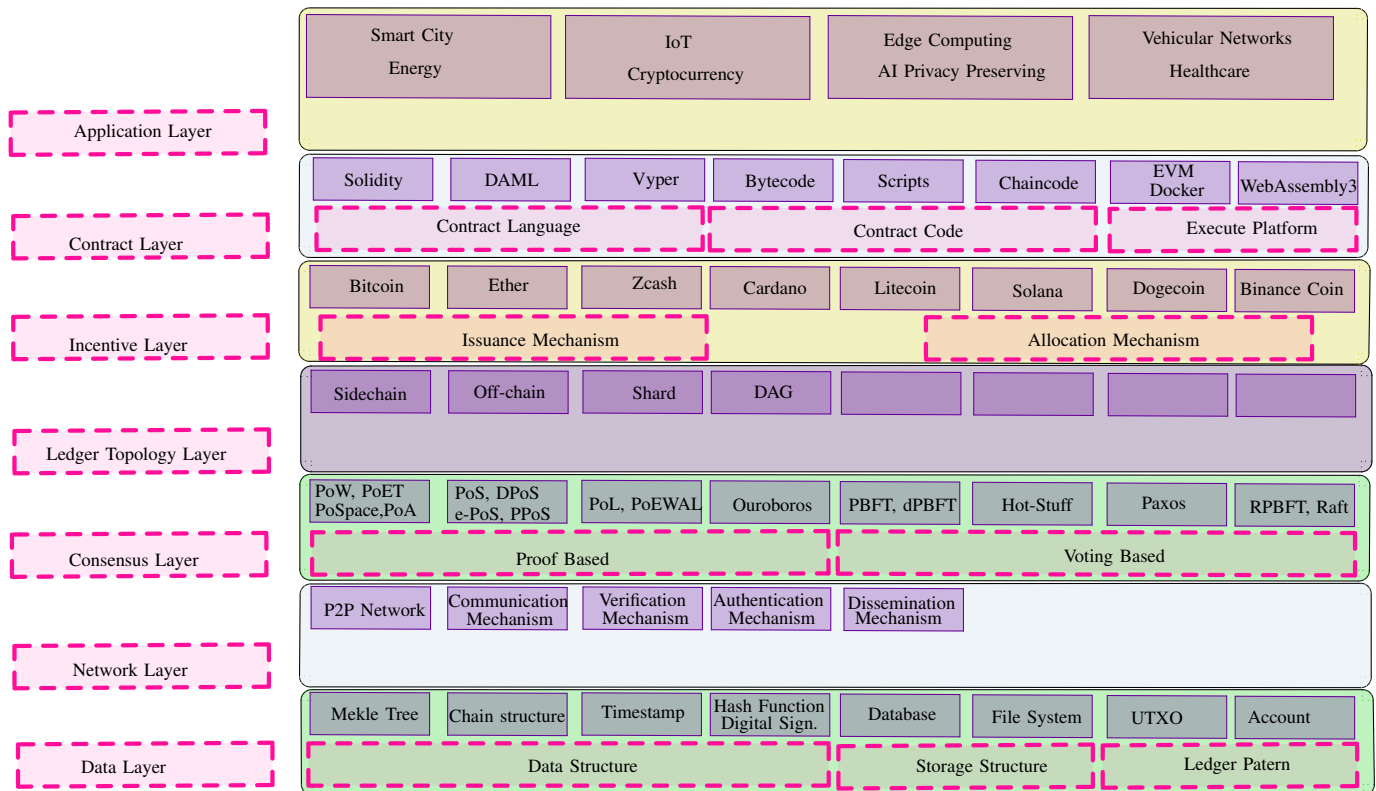 Smart City
Energy
IoT
Cryptocurrency
Edge Computing
AI Privacy Preserving
Vehicular Networks
Healthcare
Application Layer
Solidity
DAML
Vyper
Bytecode
Scripts
Chaincode
EVM
Docker
WebAssembly3
Contract Language
Contract Code
Execute Platform
Contract Layer
Bitcoin
Ether
Zcash
Cardano
Litecoin
Solana
Dogecoin
Binance Coin
Issuance Mechanism
Allocation Mechanism
Incentive Layer
Sidechain
Off-chain
Shard
DAG
Ledger Topology Layer
PoW, PoET
PoSpace,PoA
PoS, DPoS
e-PoS, PPoS
PoL, PoEWAL
Ouroboros
PBFT, dPBFT
Hot-Stuff
Paxos
RPBFT, Raft
Proof Based
Voting Based
Consensus Layer
P2P Network
Communication
Mechanism
Verification
Mechanism
Authentication
Mechanism
Dissemination
Mechanism
Network Layer
Mekle Tree
Chain structure
Timestamp
Hash Function
Digital Sign.
Database
File System
UTXO
Account
Data Structure
Storage Structure
Ledger Patern
Data Layer